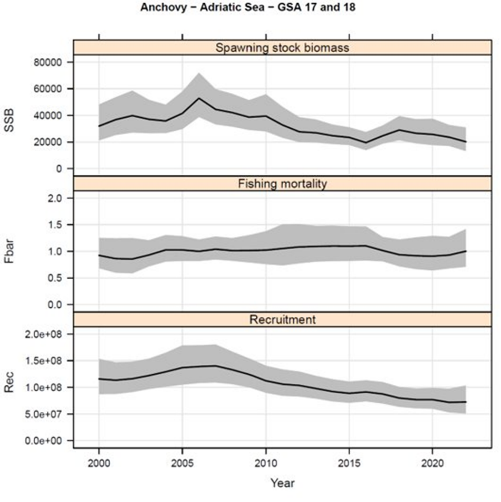 Anchovy − Adriatic Sea − GSA 17 and 18
Spawning stock biomass
80000
60000
40000
20000
0
SSB
Fishing mortality
2.0
1.5
1.0
0.5
0.0
Fbar
Recruitment
2.0e+08
1.5e+08
1.0e+08
5.0e+07
0.0e+00
Rec
2000 2005 2010 2015 2020
Year